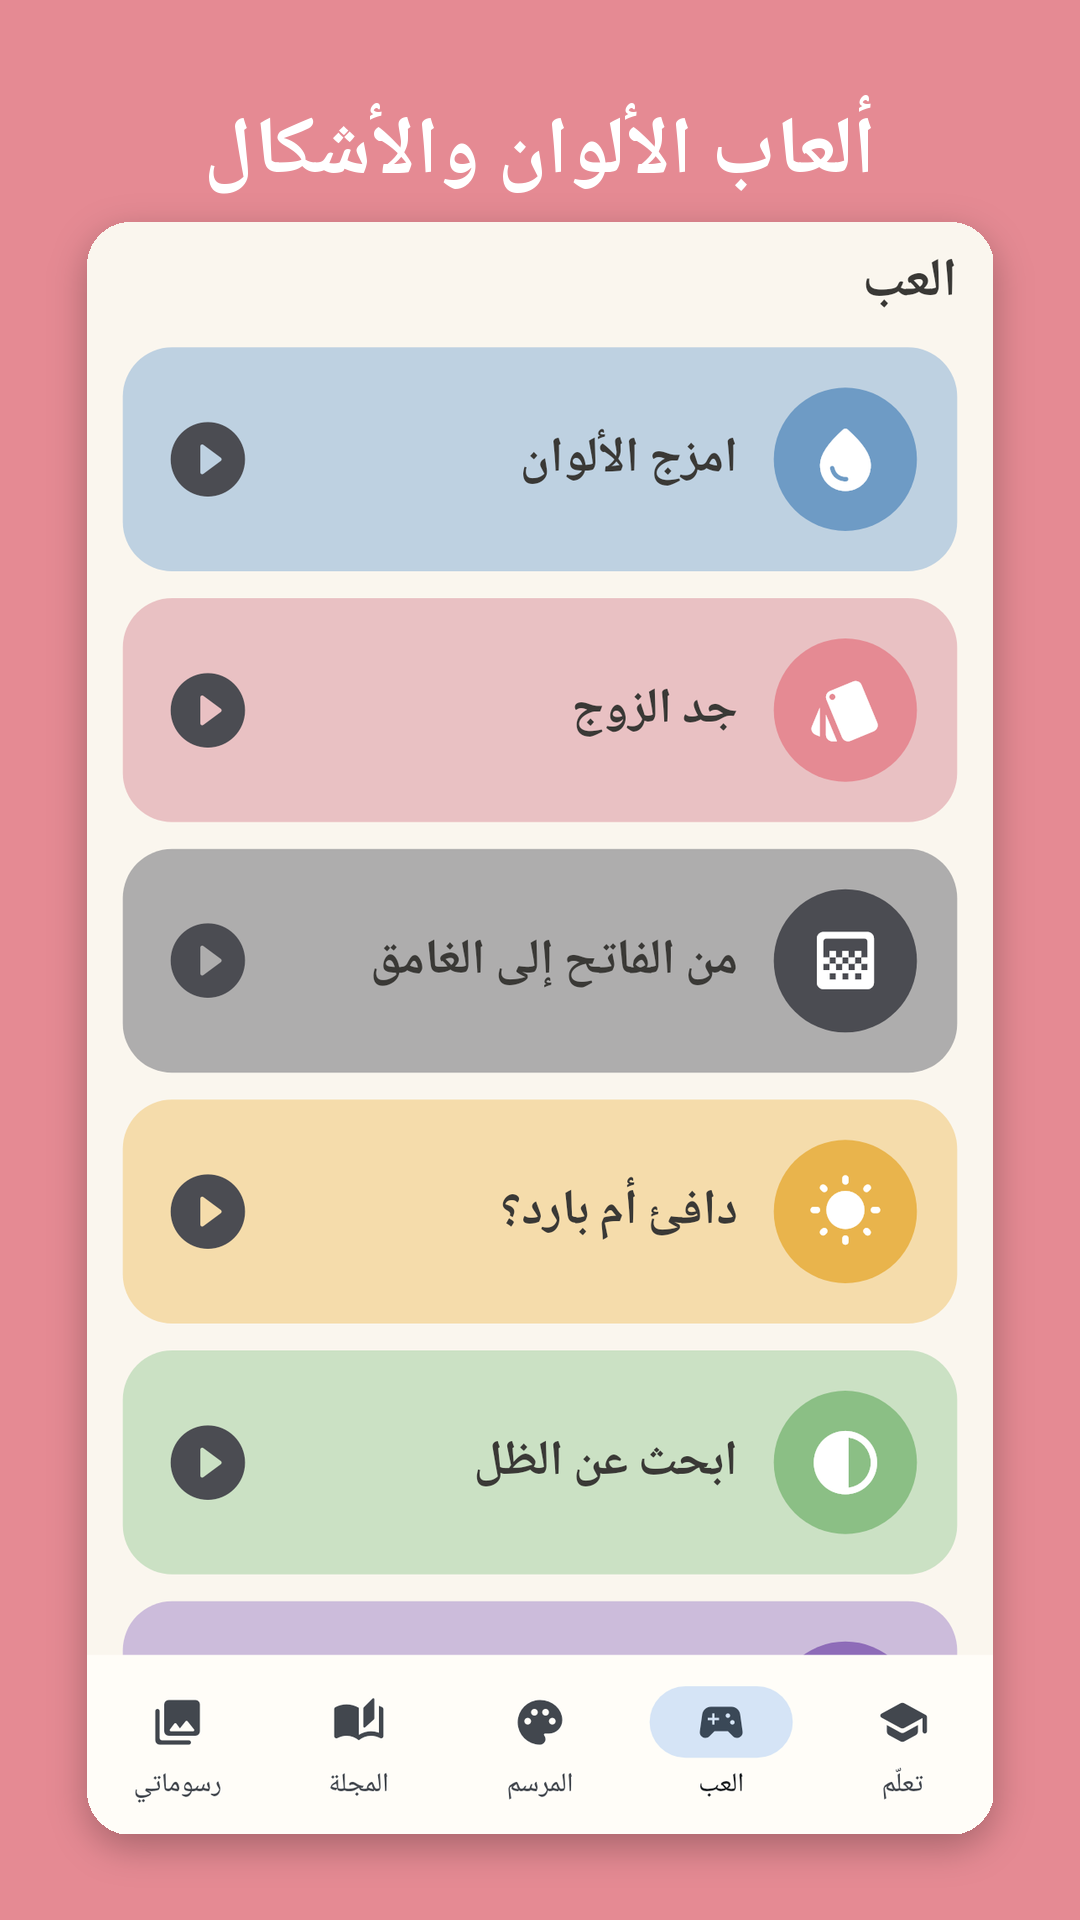 ألعاب الألوان والأشكال
العب
امزج الألوان
جد الزوج
من الفاتح إلى الغامق
دافئ أم بارد؟
ابحث عن الظل
تعلّم
العب
المرسم
المجلة
رسوماتي